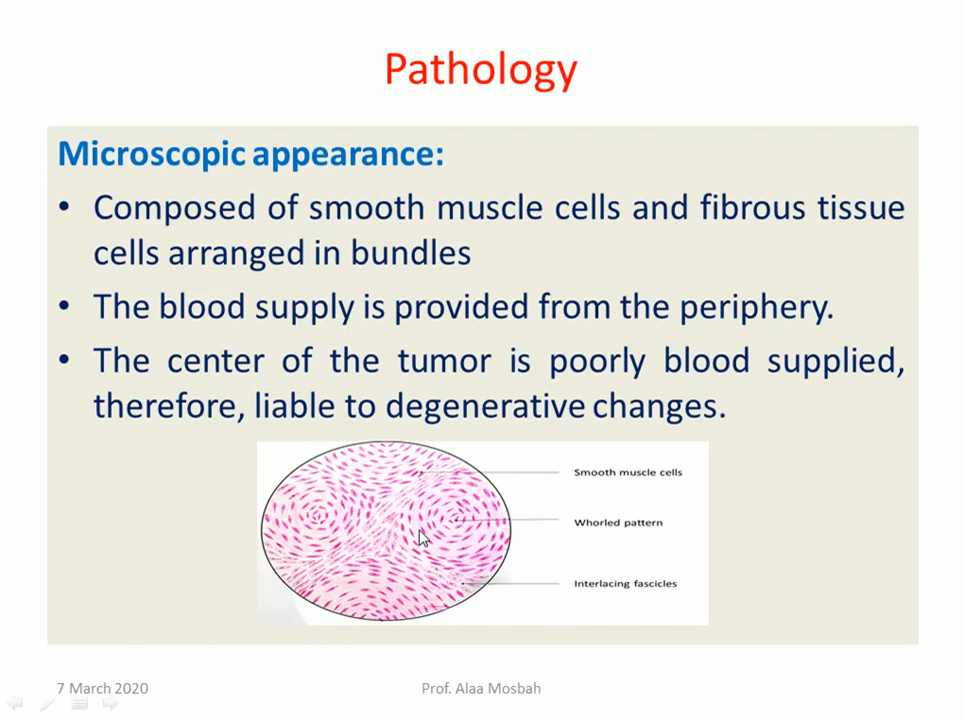 Pathology
Microscopic appearance:
• Composed of smooth muscle cells and fibrous tissue
cells arranged in bundles
• The blood supply is provided from the periphery.
• The center of the tumor is poorly blood supplied,
therefore, liable to degenerative changes.
Smooth muscle cells
Whorled pattern
Interlacing fascicles
7 March 2020
Prof. Alaa Mosbah